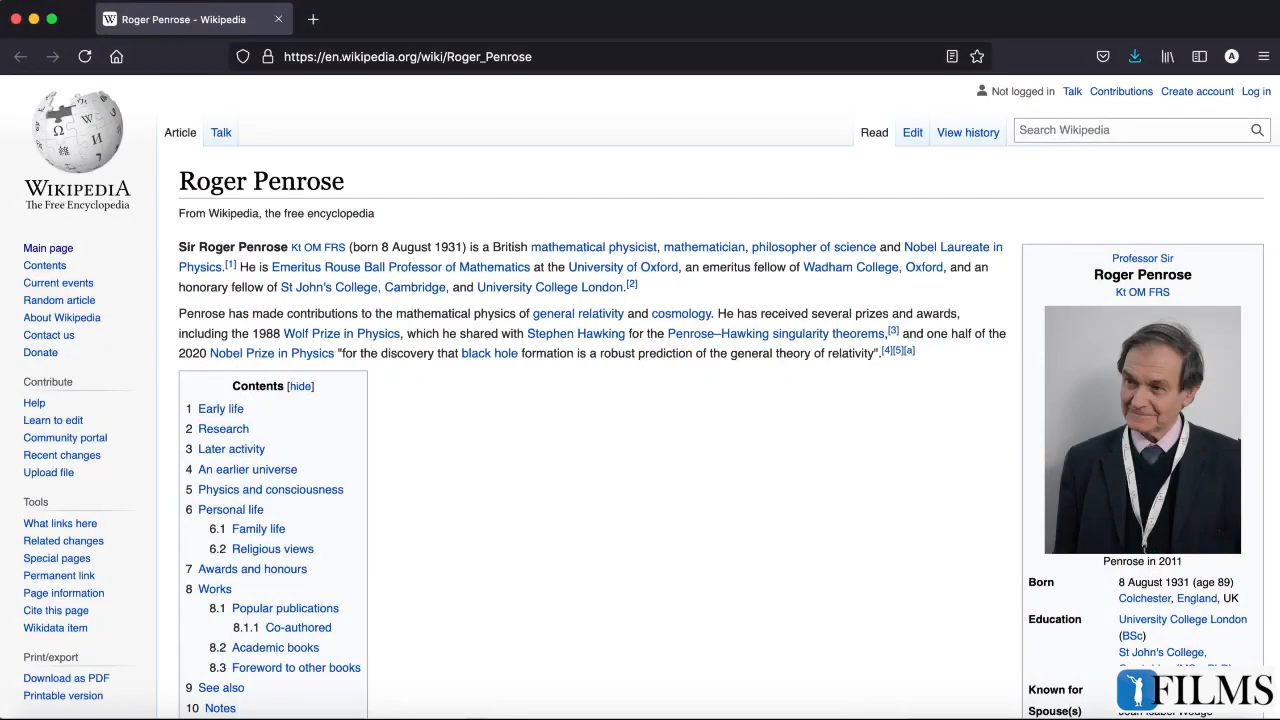 Roger Penrose - Wikipedia
https://en.wikipedia.org/wiki/Roger_Penrose
A
Not logged in Talk Contributions Create account Log in
Article Talk Read Edit View history Search Wikipedia
WIKIPEDIA
The Free Encyclopedia
Main page
Contents
Current events
Random article
About Wikipedia
Contact us
Donate
Contribute
Help
Learn to edit
Community portal
Recent changes
Upload file
Tools
What links here
Related changes
Special pages
Permanent link
Page information
Cite this page
Wikidata item
Print/export
Download as PDF
Printable version
Roger Penrose
From Wikipedia, the free encyclopedia
Sir Roger Penrose Kt OM FRS (born 8 August 1931) is a British mathematical physicist, mathematician, philosopher of science and Nobel Laureate in
Physics.[1] He is Emeritus Rouse Ball Professor of Mathematics at the University of Oxford, an emeritus fellow of Wadham College, Oxford, and an
honorary fellow of St John's College, Cambridge, and University College London.[2]
Penrose has made contributions to the mathematical physics of general relativity and cosmology. He has received several prizes and awards,
including the 1988 Wolf Prize in Physics, which he shared with Stephen Hawking for the Penrose–Hawking singularity theorems,[3] and one half of the
2020 Nobel Prize in Physics "for the discovery that black hole formation is a robust prediction of the general theory of relativity".[4][5][a]
Contents [hide]
1 Early life
2 Research
3 Later activity
4 An earlier universe
5 Physics and consciousness
6 Personal life
6.1 Family life
6.2 Religious views
7 Awards and honours
8 Works
8.1 Popular publications
8.1.1 Co-authored
8.2 Academic books
8.3 Foreword to other books
9 See also
10 Notes
Professor Sir
Roger Penrose
Kt OM FRS
Penrose in 2011
Born 8 August 1931 (age 89)
Colchester, England, UK
Education University College London
(BSc)
St John's College,
Known for
Spouse(s)
FILMS